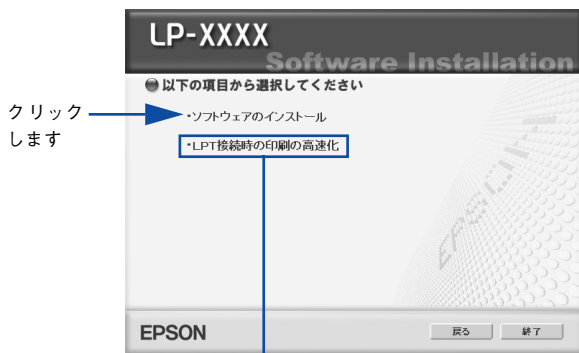 LP-XXXX
Software Installation
以下の項目から選択してください
クリック
します
・ソフトウェアのインストール
・LPT接続時の印刷の高速化
EPSON
EPSON
戻る
終了